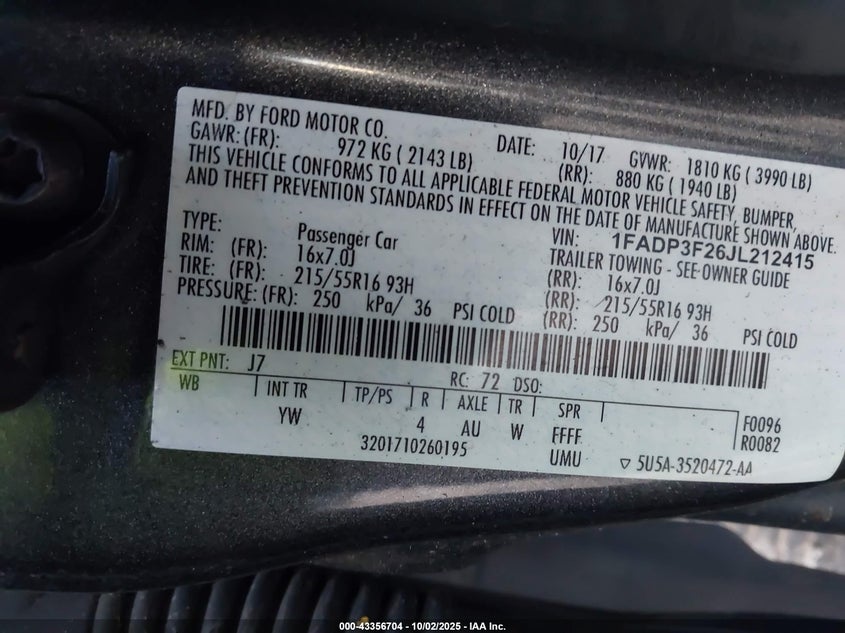 MFD. BY FORD MOTOR CO. DATE: 10/17 GVWR: 1810 KG ( 3990 LB)
GAWR: (FR): 972 KG ( 2143 LB) (RR): 880 KG ( 1940 LB)
THIS VEHICLE CONFORMS TO ALL APPLICABLE FEDERAL MOTOR VEHICLE SAFETY, BUMPER,
AND THEFT PREVENTION STANDARDS IN EFFECT ON THE DATE OF MANUFACTURE SHOWN ABOVE.
VIN: 1FADP3F26JL212415
TYPE: Passenger Car TRAILER TOWING - SEE OWNER GUIDE
RIM: (FR): 16x7.0J (RR): 16x7.0J
TIRE: (FR): 215/55R16 93H (RR): 215/55R16 93H
PRESSURE: (FR): 250 kPa/ 36 PSI COLD (RR): 250 kPa/ 36 PSI COLD
EXT PNT: J7 RC: 72 DSO:
WB INT TR TP/PS R AXLE TR SPR F0096
YW 4 AU W FFFF R0082
3201710260195 UMU ▽ 5U5A-3520472-AA
000-43356704 - 10/02/2025 - IAA Inc.